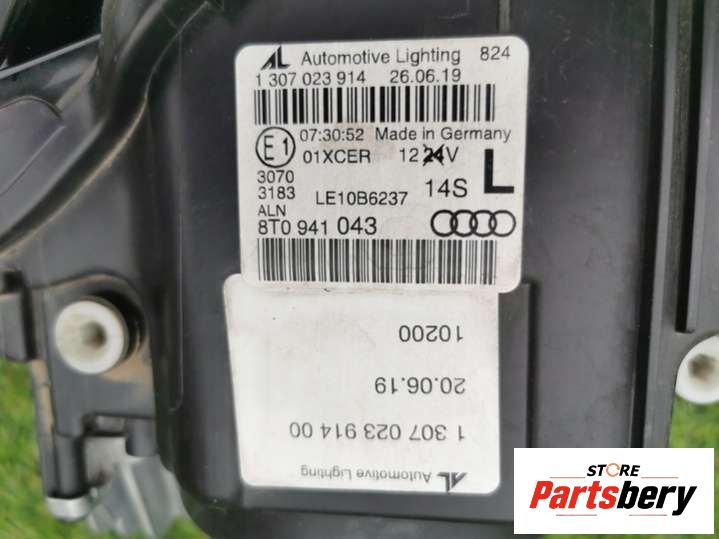 AL Automotive Lighting 824
1 307 023 914 26.06.19
E1 07:30:52 Made in Germany
01XCER 12 24V
3070
3183 LE10B6237 14S L
ALN
8T0 941 043
10200
20.06.19
1 307 023 914 00
AL Automotive Lighting
STORE
Partsbery